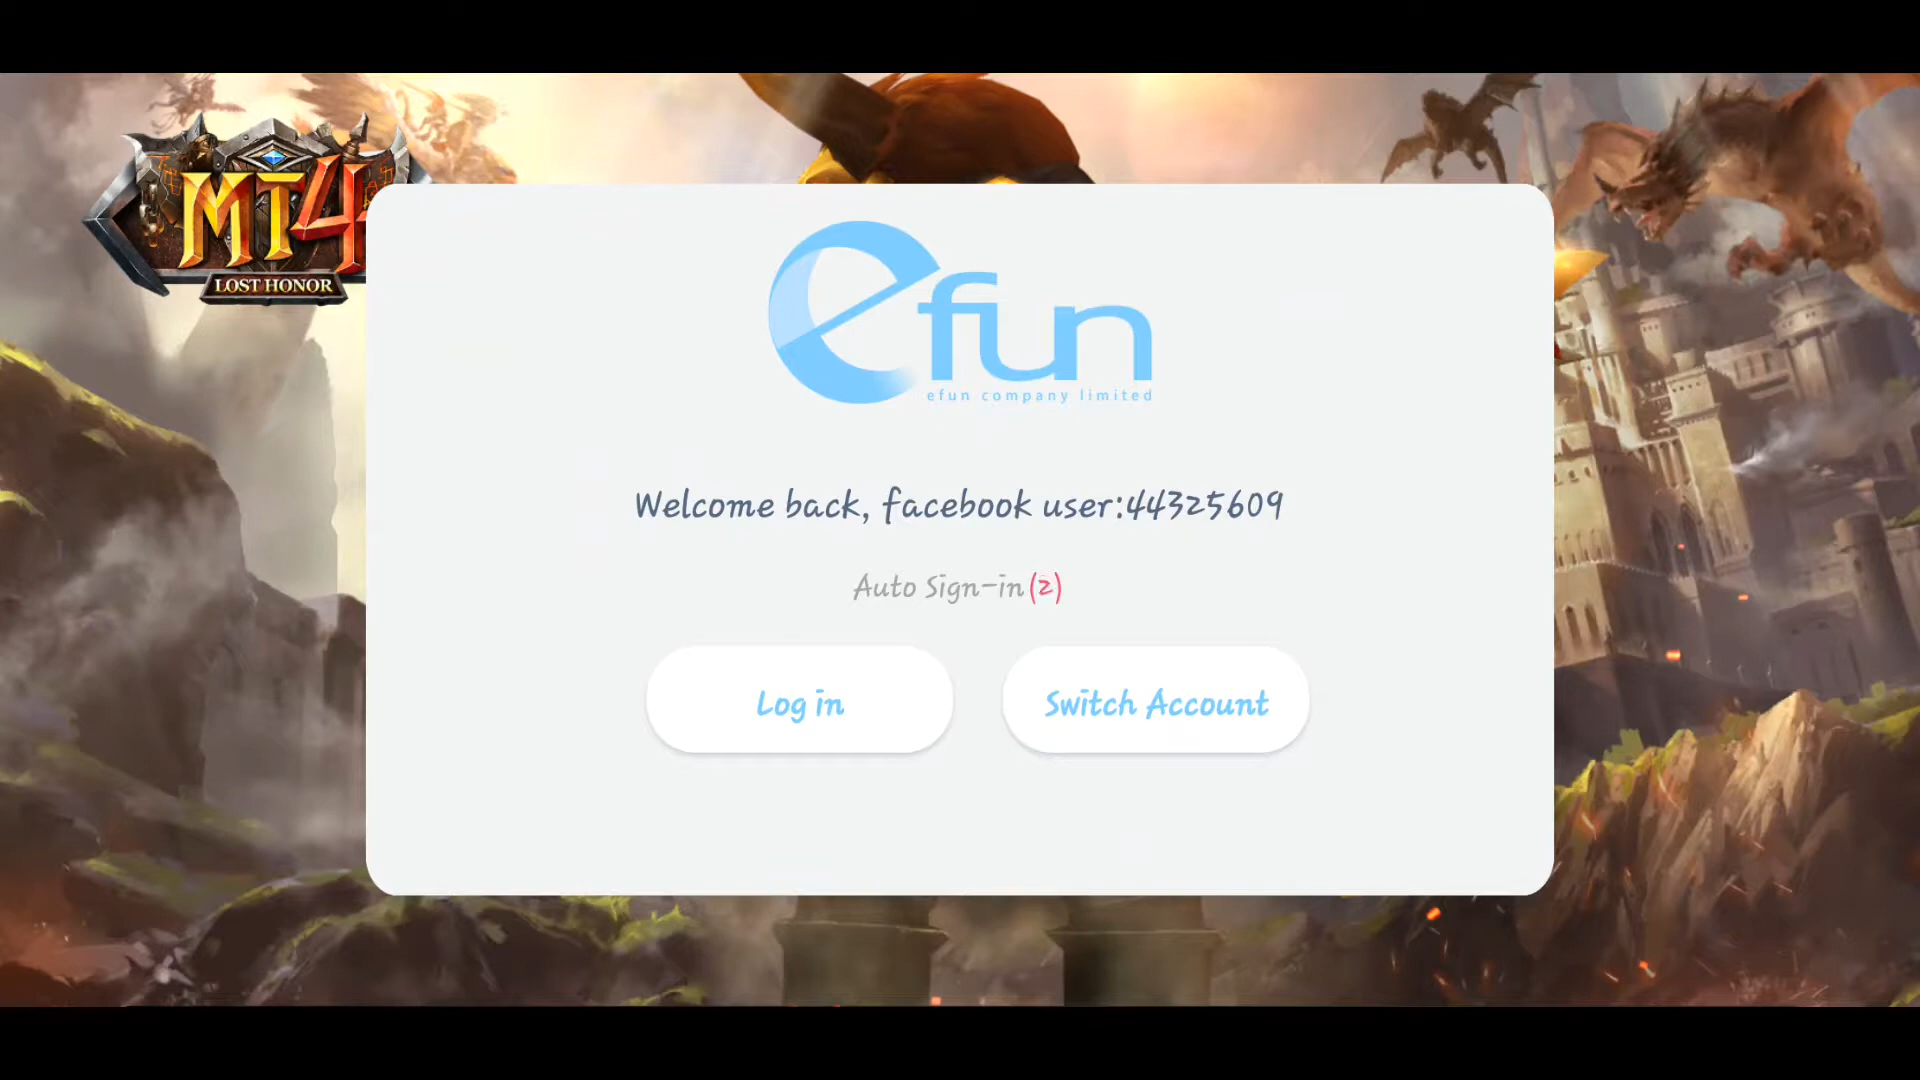 MT4
LOST HONOR
efun
efun company limited
Welcome back, facebook user:44325609
Auto Sign-in(2)
Log in
Switch Account